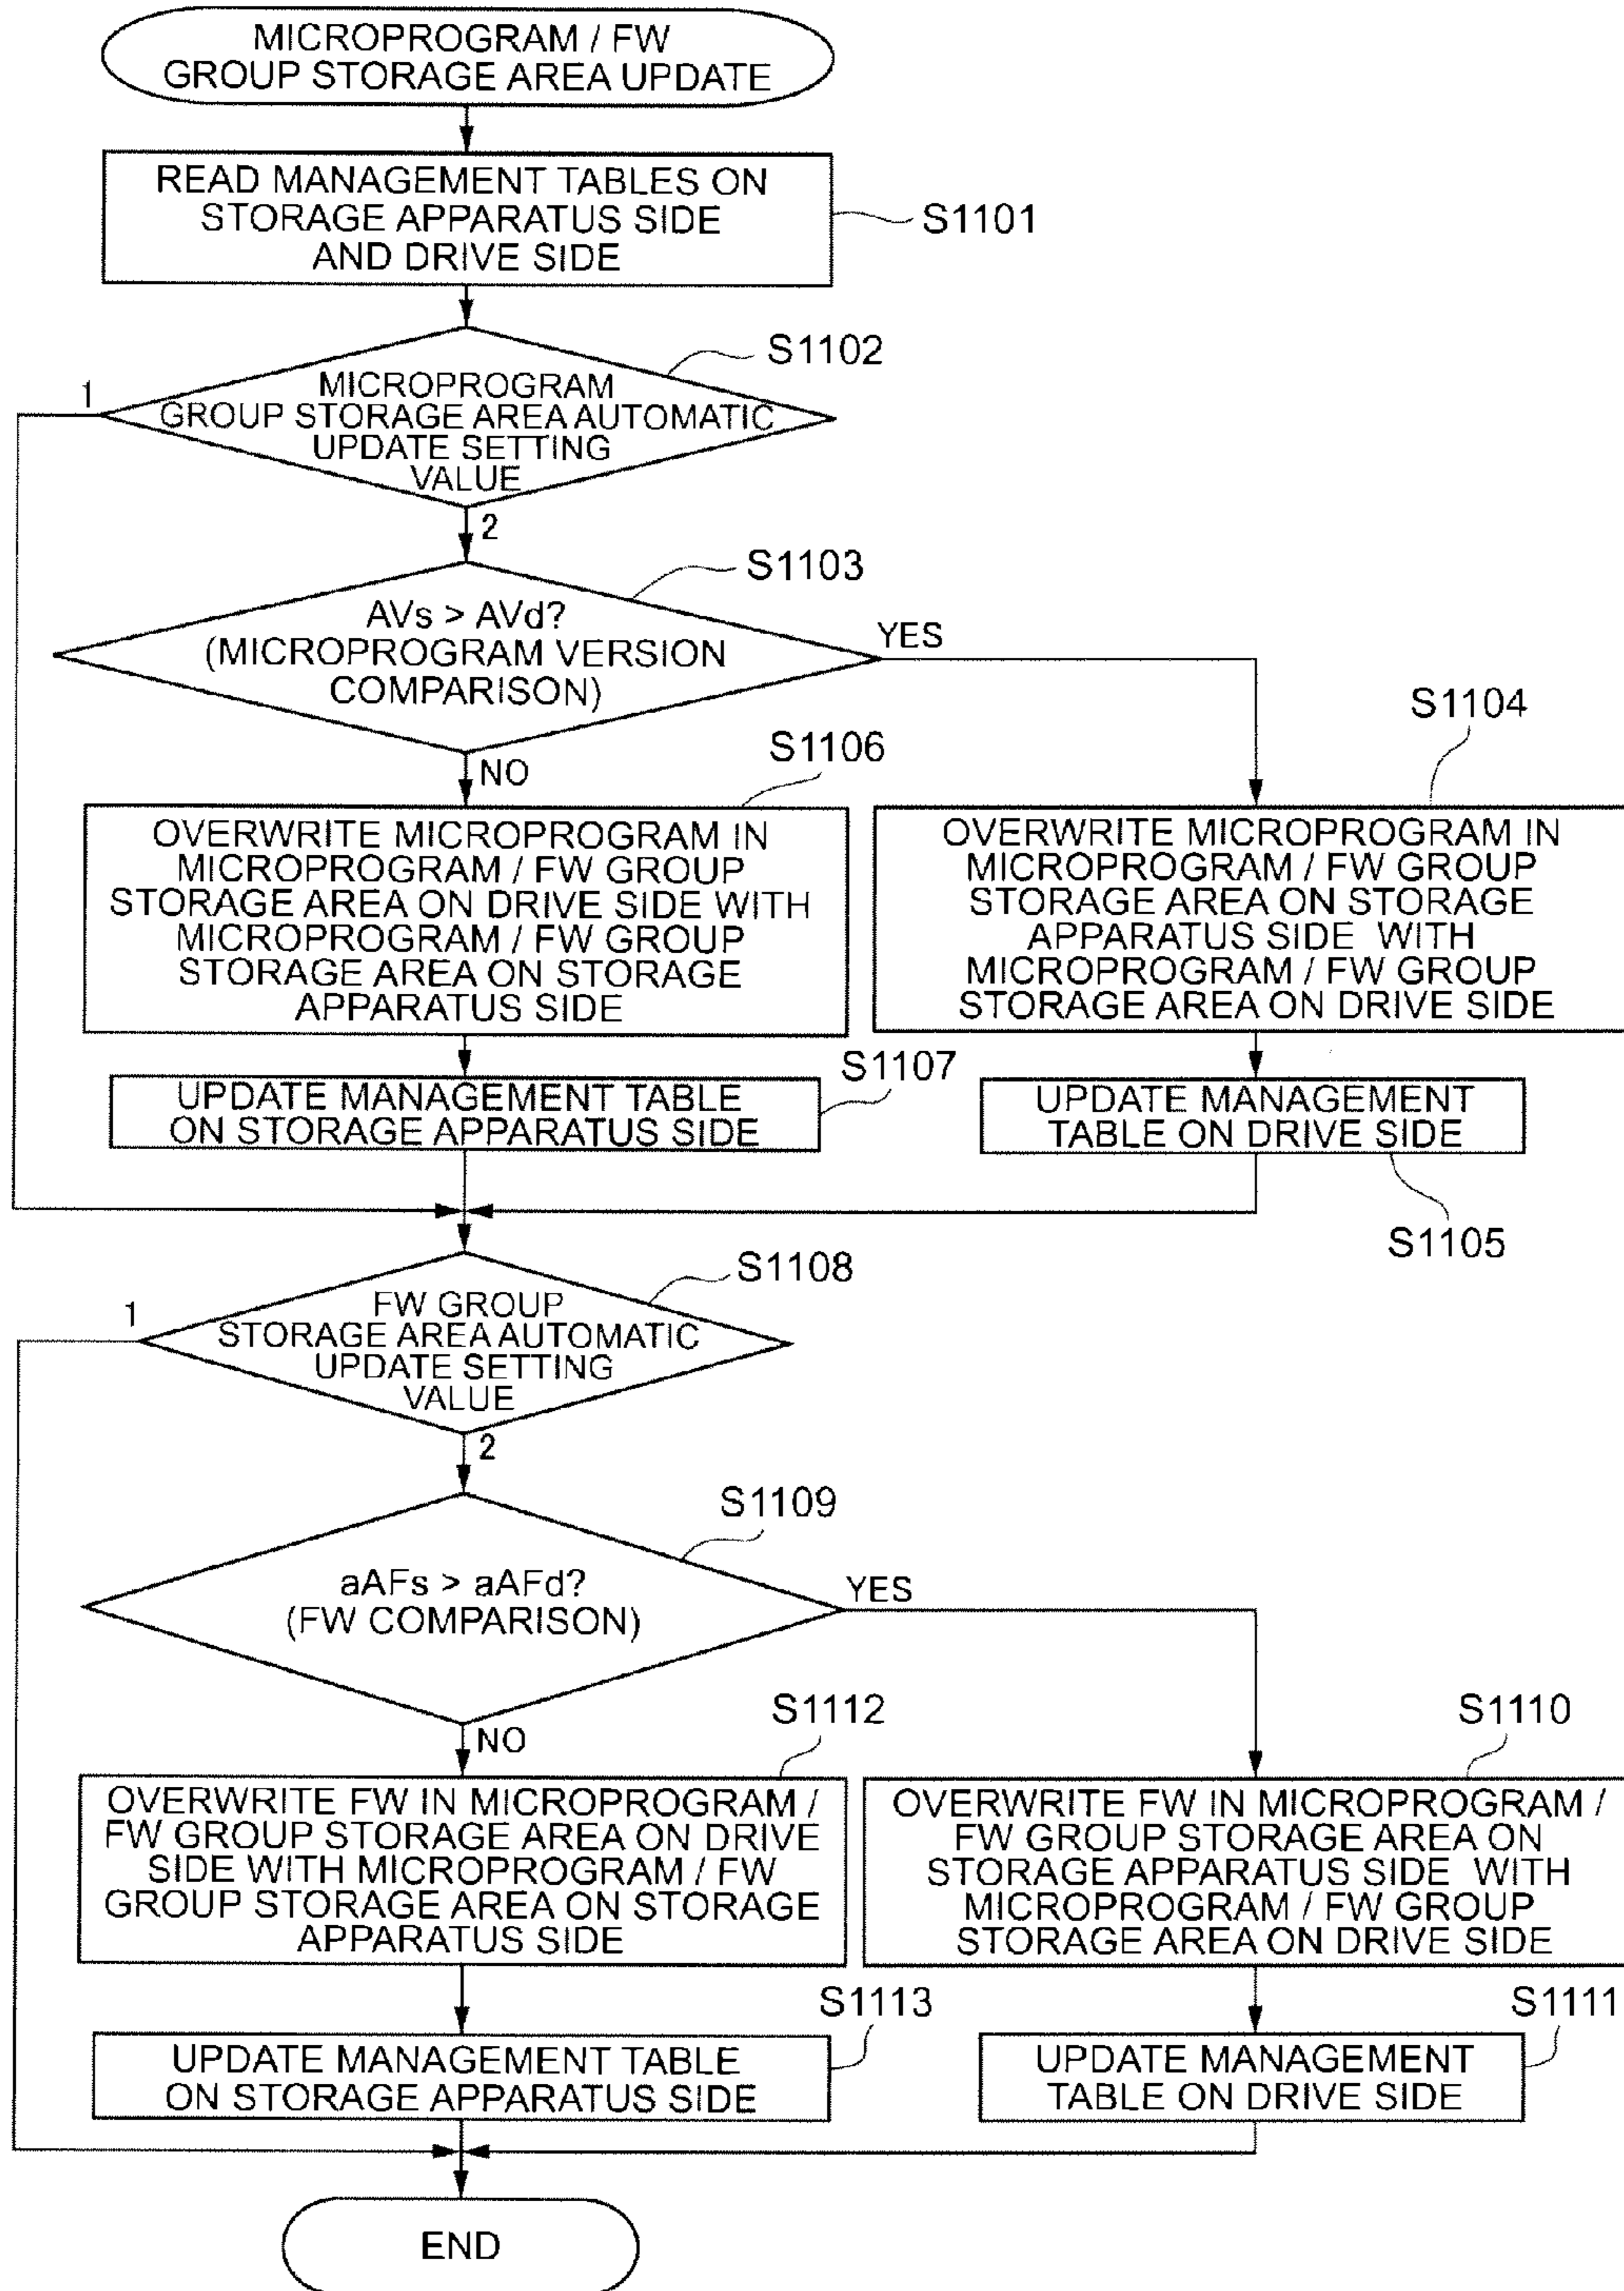 MICROPROGRAM / FW
GROUP STORAGE AREA UPDATE
READ MANAGEMENT TABLES ON
STORAGE APPARATUS SIDE
AND DRIVE SIDE
S1101
S1102
1
MICROPROGRAM
GROUP STORAGE AREA AUTOMATIC
UPDATE SETTING
VALUE
2
S1103
AVs > AVd?
(MICROPROGRAM VERSION
COMPARISON)
YES
NO
S1106
S1104
OVERWRITE MICROPROGRAM IN
MICROPROGRAM / FW GROUP
STORAGE AREA ON DRIVE SIDE WITH
MICROPROGRAM / FW GROUP
STORAGE AREA ON STORAGE
APPARATUS SIDE
OVERWRITE MICROPROGRAM IN
MICROPROGRAM / FW GROUP
STORAGE AREA ON STORAGE
APPARATUS SIDE WITH
MICROPROGRAM / FW GROUP
STORAGE AREA ON DRIVE SIDE
S1107
UPDATE MANAGEMENT TABLE
ON STORAGE APPARATUS SIDE
UPDATE MANAGEMENT
TABLE ON DRIVE SIDE
S1105
S1108
1
FW GROUP
STORAGE AREA AUTOMATIC
UPDATE SETTING
VALUE
2
S1109
aAFs > aAFd?
(FW COMPARISON)
YES
NO
S1112
S1110
OVERWRITE FW IN MICROPROGRAM /
FW GROUP STORAGE AREA ON DRIVE
SIDE WITH MICROPROGRAM / FW
GROUP STORAGE AREA ON STORAGE
APPARATUS SIDE
OVERWRITE FW IN MICROPROGRAM /
FW GROUP STORAGE AREA ON
STORAGE APPARATUS SIDE WITH
MICROPROGRAM / FW GROUP
STORAGE AREA ON DRIVE SIDE
S1113
S1111
UPDATE MANAGEMENT TABLE
ON STORAGE APPARATUS SIDE
UPDATE MANAGEMENT
TABLE ON DRIVE SIDE
END